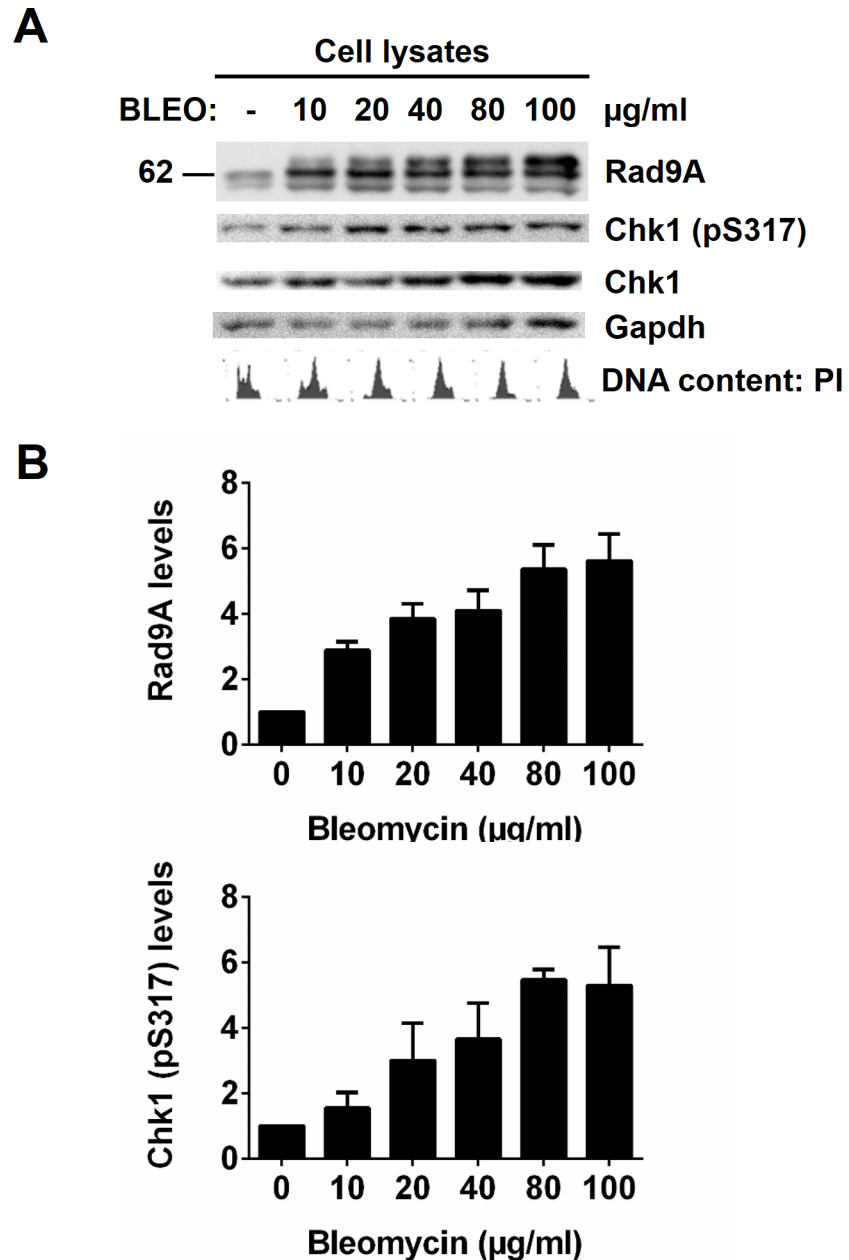 A
Cell lysates
BLEO: - 10 20 40 80 100 µg/ml
62 Rad9A
Chk1 (pS317)
Chk1
Gapdh
DNA content: PI
B
Rad9A levels
8
6
4
2
0
0 10 20 40 80 100
Bleomycin (µg/ml)
Chk1 (pS317) levels
8
6
4
2
0
0 10 20 40 80 100
Bleomycin (µg/ml)